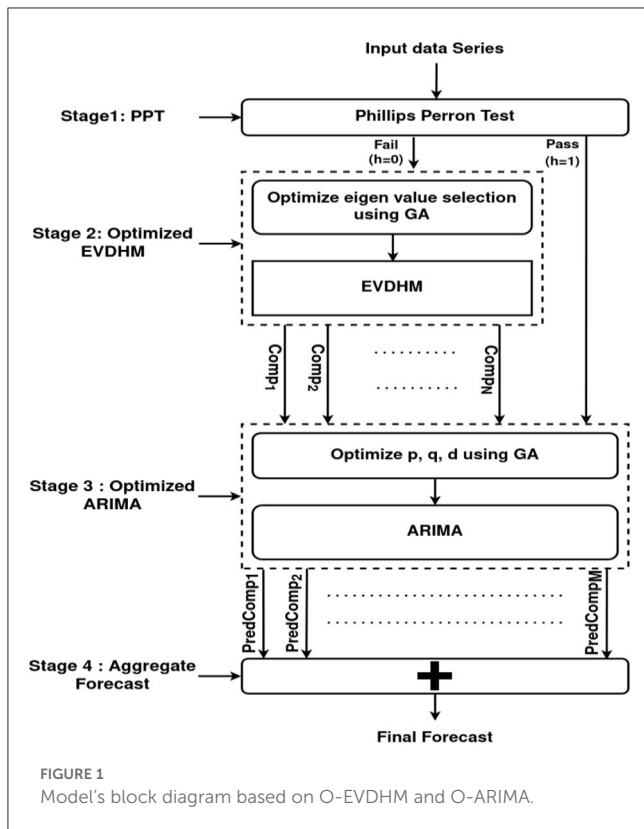 Input data Series
Stage1: PPT
Phillips Perron Test
Fail
(h=0)
Pass
(h=1)
Optimize eigen value selection
using GA
Stage 2: Optimized
EVDHM
EVDHM
Comp1
Comp2
CompN
Optimize p, q, d using GA
Stage 3 : Optimized
ARIMA
ARIMA
PredComp1
PredComp2
PredCompM
Stage 4 : Aggregate
Forecast
+
Final Forecast
FIGURE 1
Model's block diagram based on O-EVDHM and O-ARIMA.